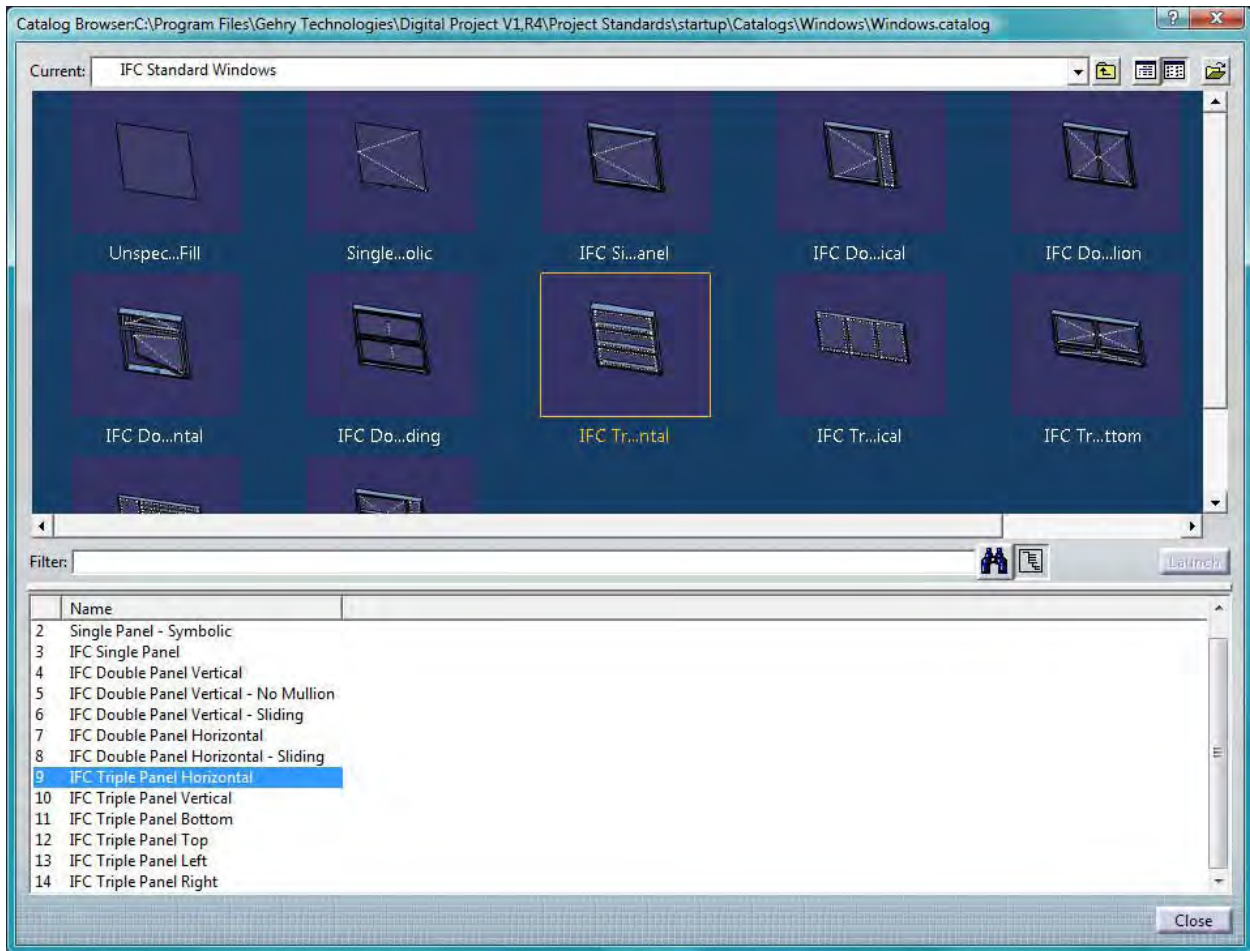 Catalog Browser:C:\Program Files\Gehry Technologies\Digital Project V1,R4\Project Standards\startup\Catalogs\Windows\Windows.catalog
Current: IFC Standard Windows
Unspec...Fill Single...olic IFC Si...anel IFC Do...ical IFC Do...lion
IFC Do...ntal IFC Do...ding IFC Tr...ntal IFC Tr...ical IFC Tr...ttom
Filter: Launch
Name
2 Single Panel - Symbolic
3 IFC Single Panel
4 IFC Double Panel Vertical
5 IFC Double Panel Vertical - No Mullion
6 IFC Double Panel Vertical - Sliding
7 IFC Double Panel Horizontal
8 IFC Double Panel Horizontal - Sliding
9 IFC Triple Panel Horizontal
10 IFC Triple Panel Vertical
11 IFC Triple Panel Bottom
12 IFC Triple Panel Top
13 IFC Triple Panel Left
14 IFC Triple Panel Right
Close